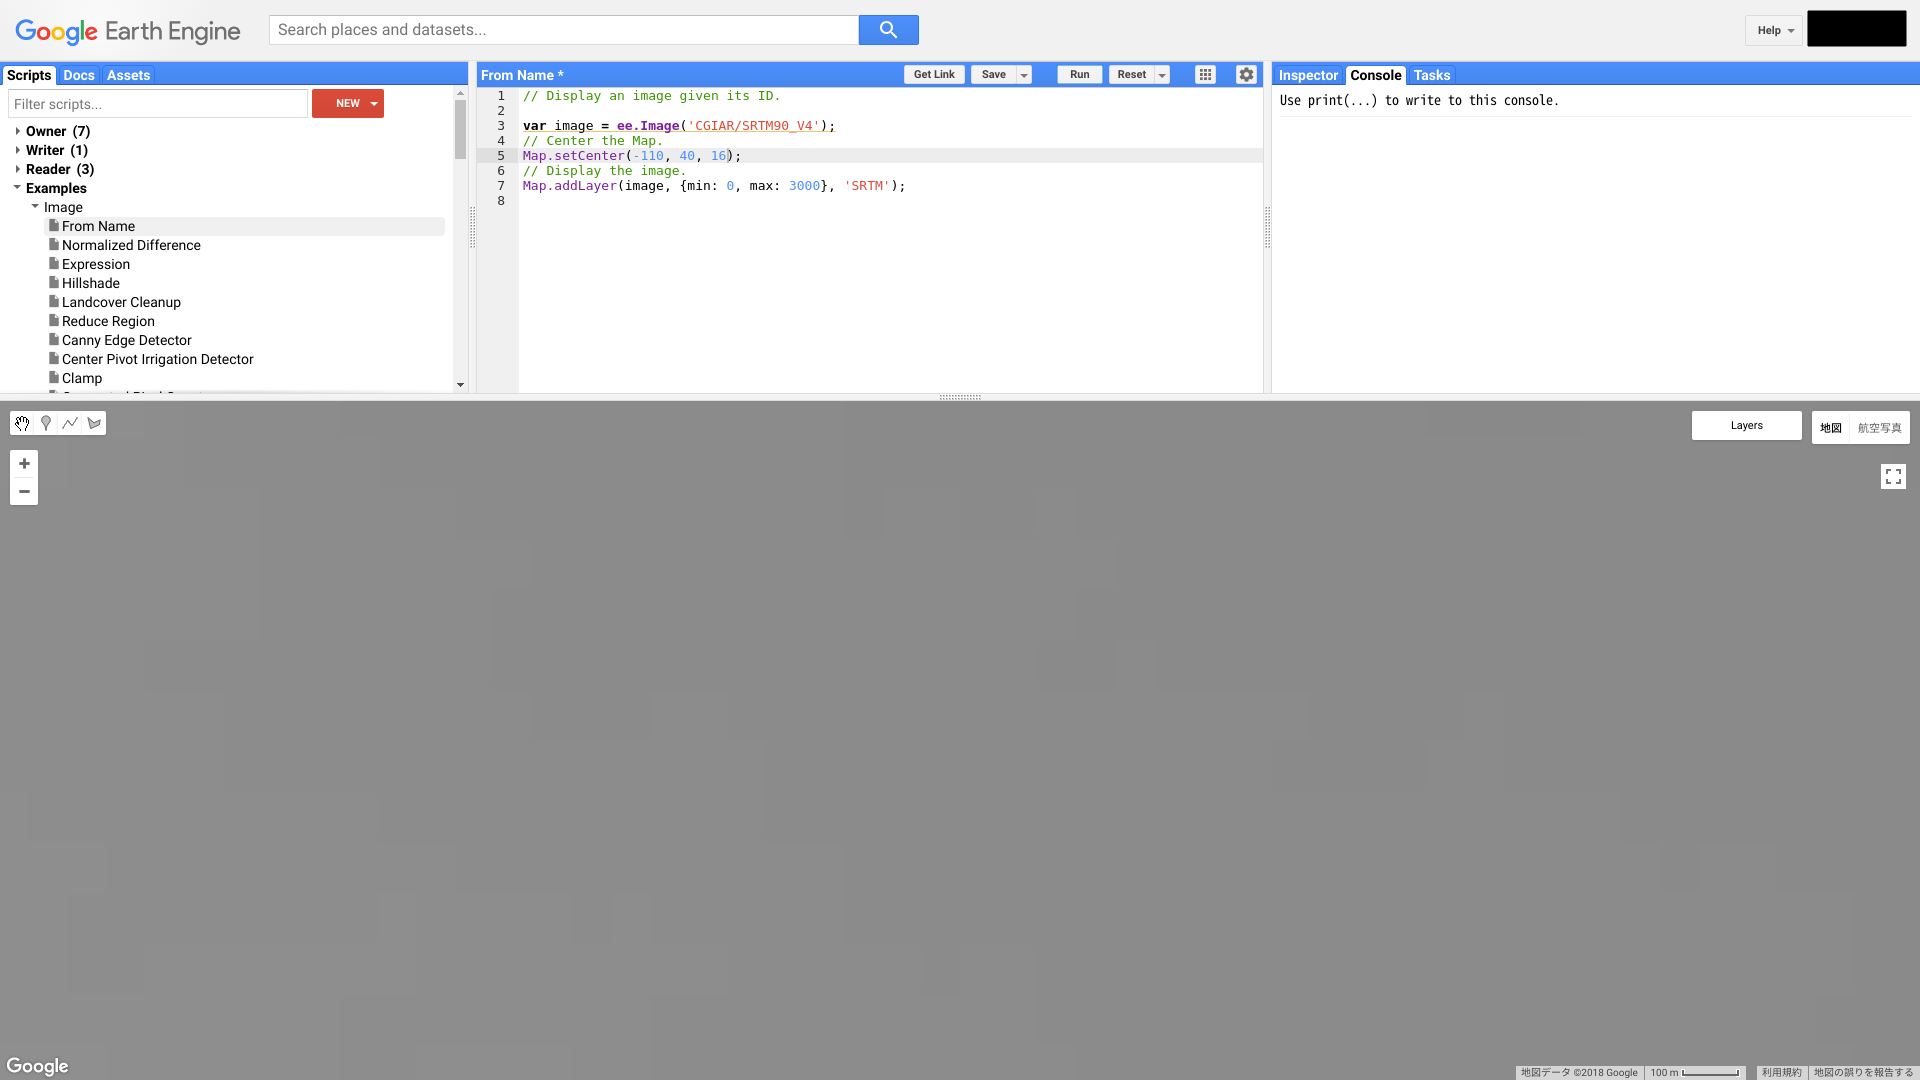 Google Earth Engine
Search places and datasets...
Help
Scripts Docs Assets
Filter scripts...
NEW
Owner (7)
Writer (1)
Reader (3)
Examples
Image
From Name
Normalized Difference
Expression
Hillshade
Landcover Cleanup
Reduce Region
Canny Edge Detector
Center Pivot Irrigation Detector
Clamp
From Name *
Get Link Save Run Reset
1 // Display an image given its ID.
2
3 var image = ee.Image('CGIAR/SRTM90_V4');
4 // Center the Map.
5 Map.setCenter(-110, 40, 16);
6 // Display the image.
7 Map.addLayer(image, {min: 0, max: 3000}, 'SRTM');
8
Inspector Console Tasks
Use print(...) to write to this console.
Layers
地図 航空写真
Google
地図データ ©2018 Google 100 m 利用規約 地図の誤りを報告する